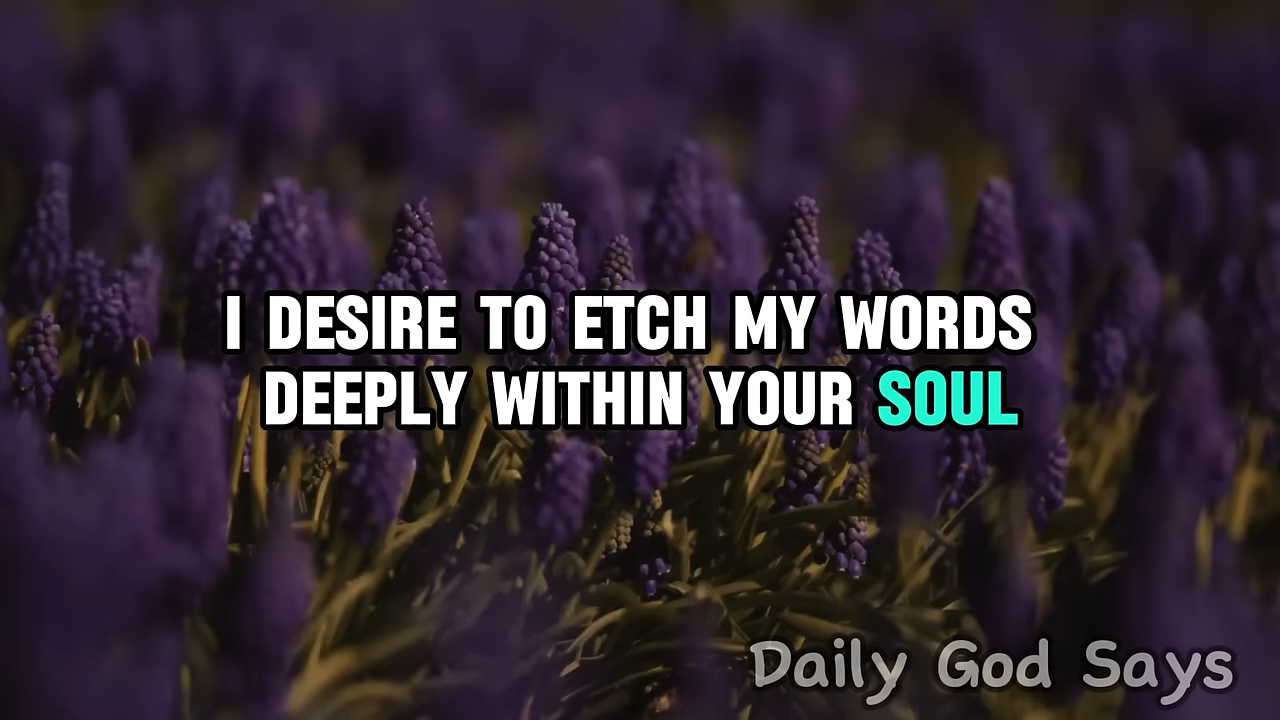 I DESIRE TO ETCH MY WORDS
DEEPLY WITHIN YOUR SOUL
Daily God Says